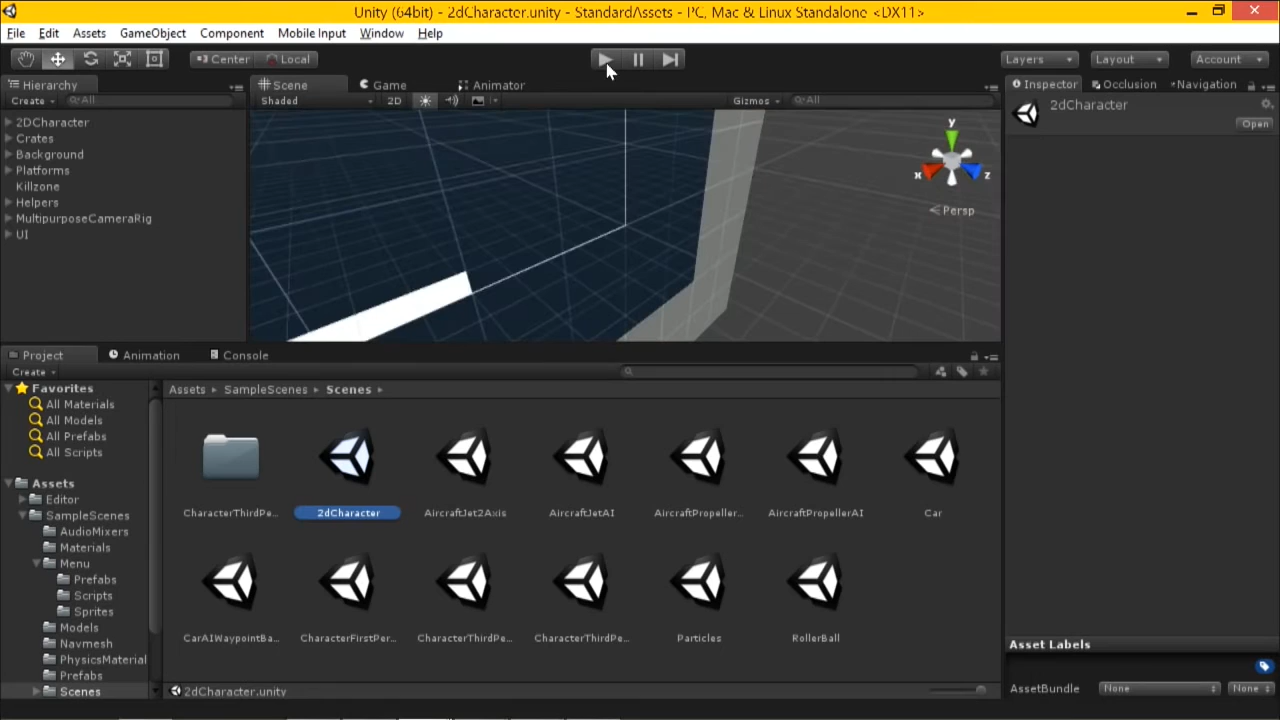 Unity (64bit) - 2dCharacter.unity - StandardAssets - PC, Mac & Linux Standalone <DX11>
File Edit Assets GameObject Component Mobile Input Window Help
Center Local Layers Layout Account
Hierarchy Scene Game Animator Inspector Occlusion Navigation
Create All Shaded 2D Gizmos All
2dCharacter
Open
2DCharacter
Crates
Background
Platforms
Killzone
Helpers
MultipurposeCameraRig
UI
y
x
z
Persp
Project Animation Console
Create
Favorites
All Materials
All Models
All Prefabs
All Scripts
Assets
Editor
SampleScenes
AudioMixers
Materials
Menu
Prefabs
Scripts
Sprites
Models
Navmesh
PhysicsMaterial
Prefabs
Scenes
Assets SampleScenes Scenes
CharacterThirdPe... 2dCharacter AircraftJet2Axis AircraftJetAI AircraftPropeller... AircraftPropellerAI Car
CarAIWaypointBa... CharacterFirstPer... CharacterThirdPe... CharacterThirdPe... Particles RollerBall
2dCharacter.unity
Asset Labels
AssetBundle None None